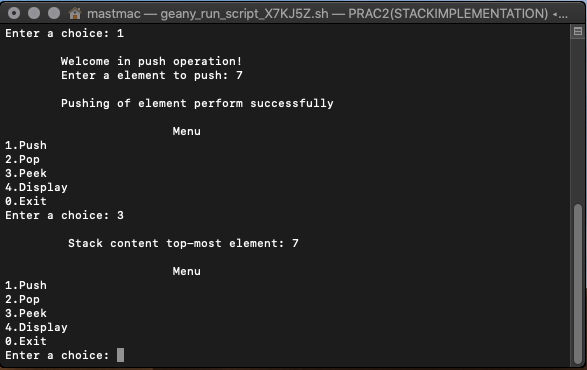 mastmac — geany_run_script_X7KJ5Z.sh — PRAC2(STACKIMPLEMENTATION) ◂...
Enter a choice: 1
Welcome in push operation!
Enter a element to push: 7
Pushing of element perform successfully
Menu
1.Push
2.Pop
3.Peek
4.Display
0.Exit
Enter a choice: 3
Stack content top-most element: 7
Menu
1.Push
2.Pop
3.Peek
4.Display
0.Exit
Enter a choice: